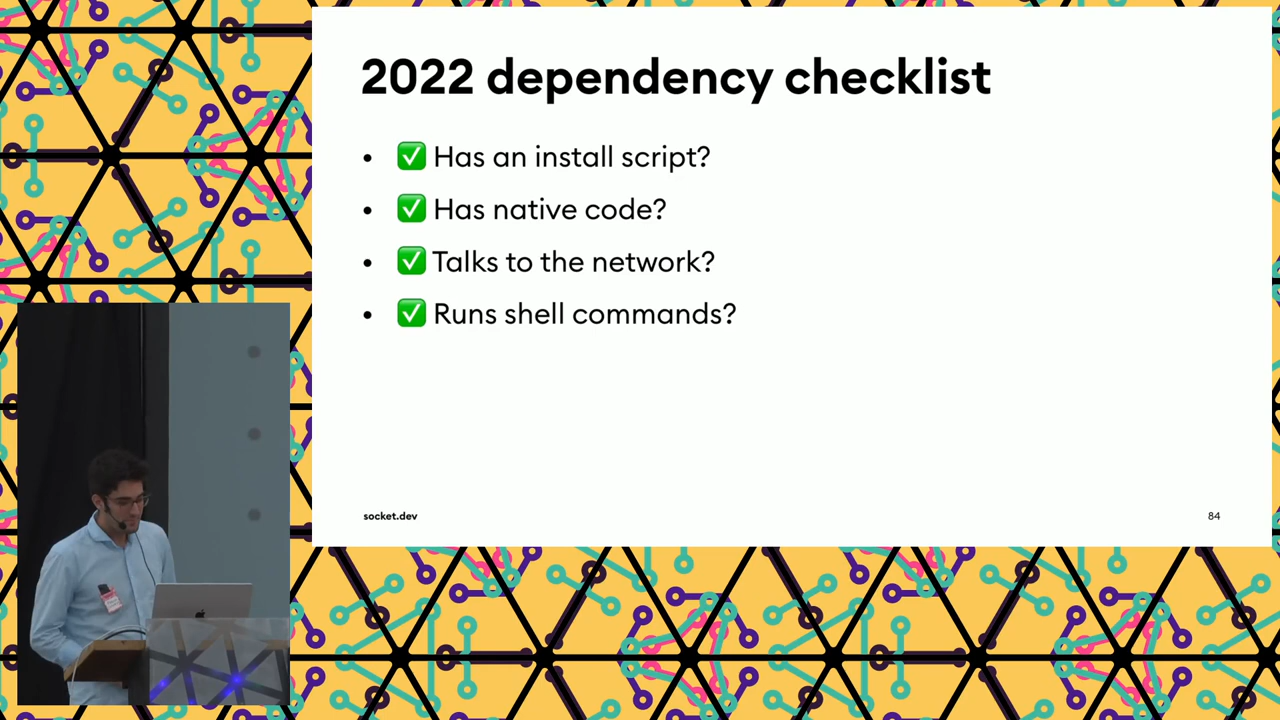 2022 dependency checklist
• ✅ Has an install script?
• ✅ Has native code?
• ✅ Talks to the network?
• ✅ Runs shell commands?
socket.dev
84